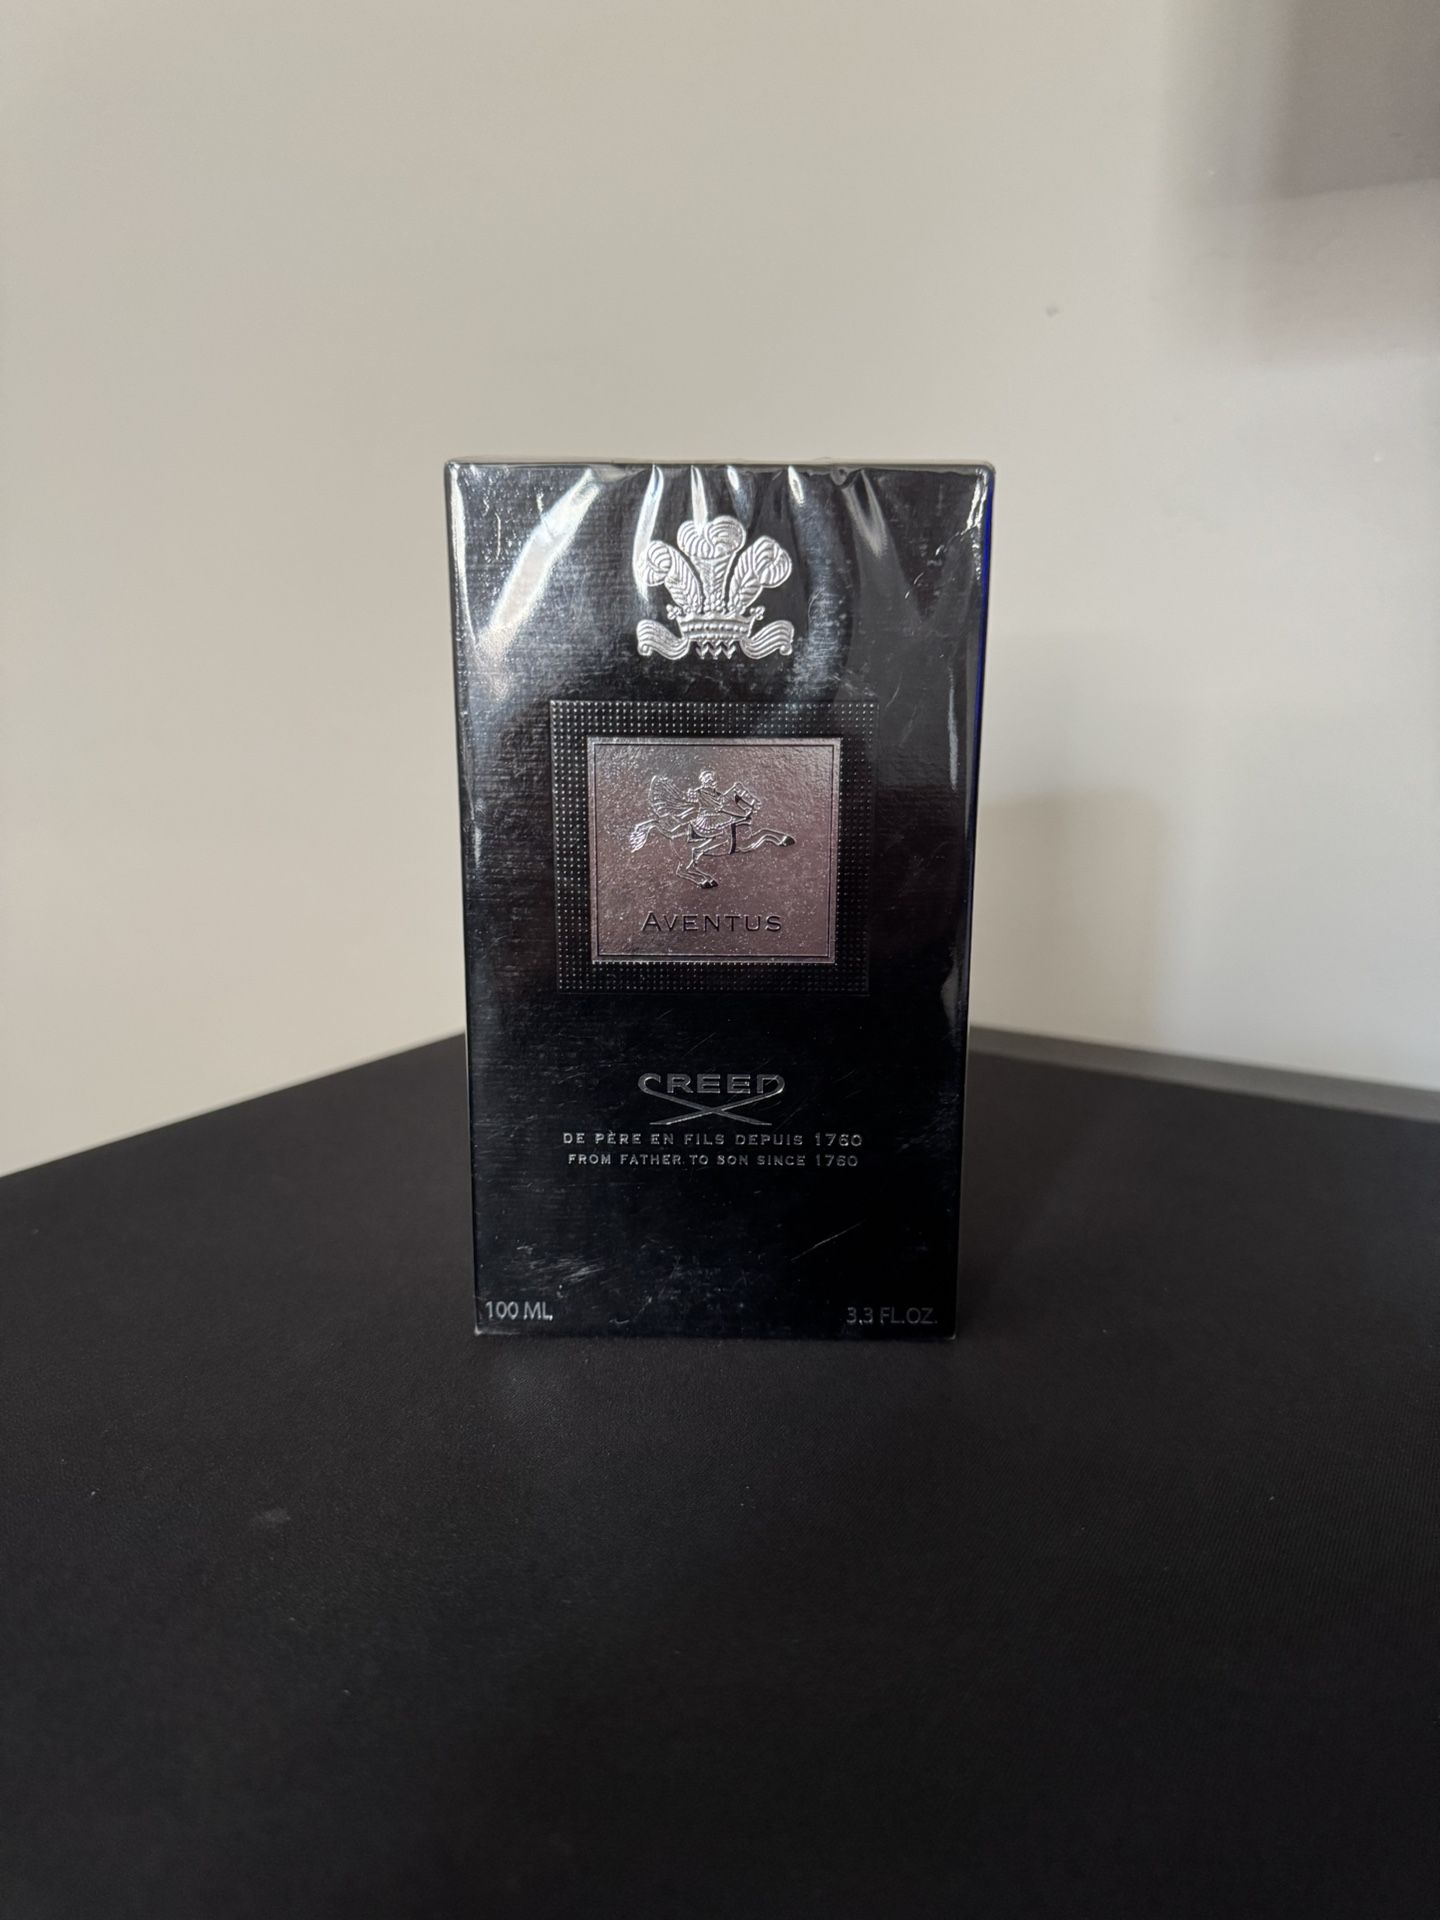 AVENTUS
CREED
DE PÈRE EN FILS DEPUIS 1760
FROM FATHER TO SON SINCE 1760
100 ML
3.3 FL.OZ.